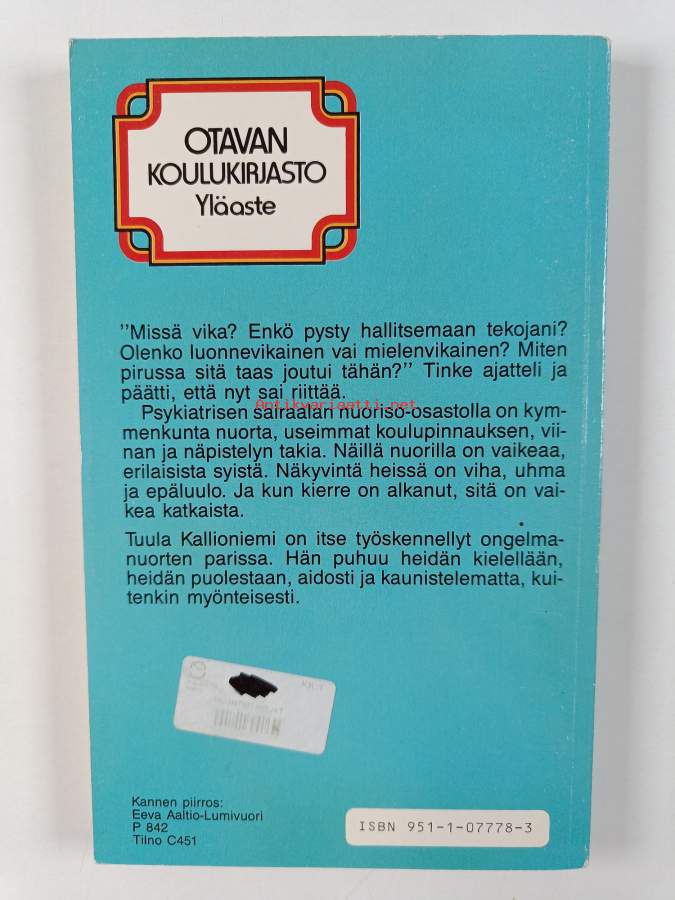 OTAVAN
KOULUKIRJASTO
Yläaste
"Missä vika? Enkö pysty hallitsemaan tekojani?
Olenko luonnevikainen vai mielenvikainen? Miten
pirussa sitä taas joutui tähän?" Tinke ajatteli ja
päätti, että nyt sai riittää.
Antikvariaatti.net
Psykiatrisen sairaalan nuoriso-osastolla on kym-
menkunta nuorta, useimmat koulupinnauksen, vii-
nan ja näpistelyn takia. Näillä nuorilla on vaikeaa,
erilaisista syistä. Näkyvintä heissä on viha, uhma
ja epäluulo. Ja kun kierre on alkanut, sitä on vai-
kea katkaista.
Tuula Kallioniemi on itse työskennellyt ongelma-
nuorten parissa. Hän puhuu heidän kielellään,
heidän puolestaan, aidosti ja kaunistelematta, kui-
tenkin myönteisesti.
Kannen piirros:
Eeva Aaltio-Lumivuori
P 842
Tilno C451
ISBN 951-1-07778-3